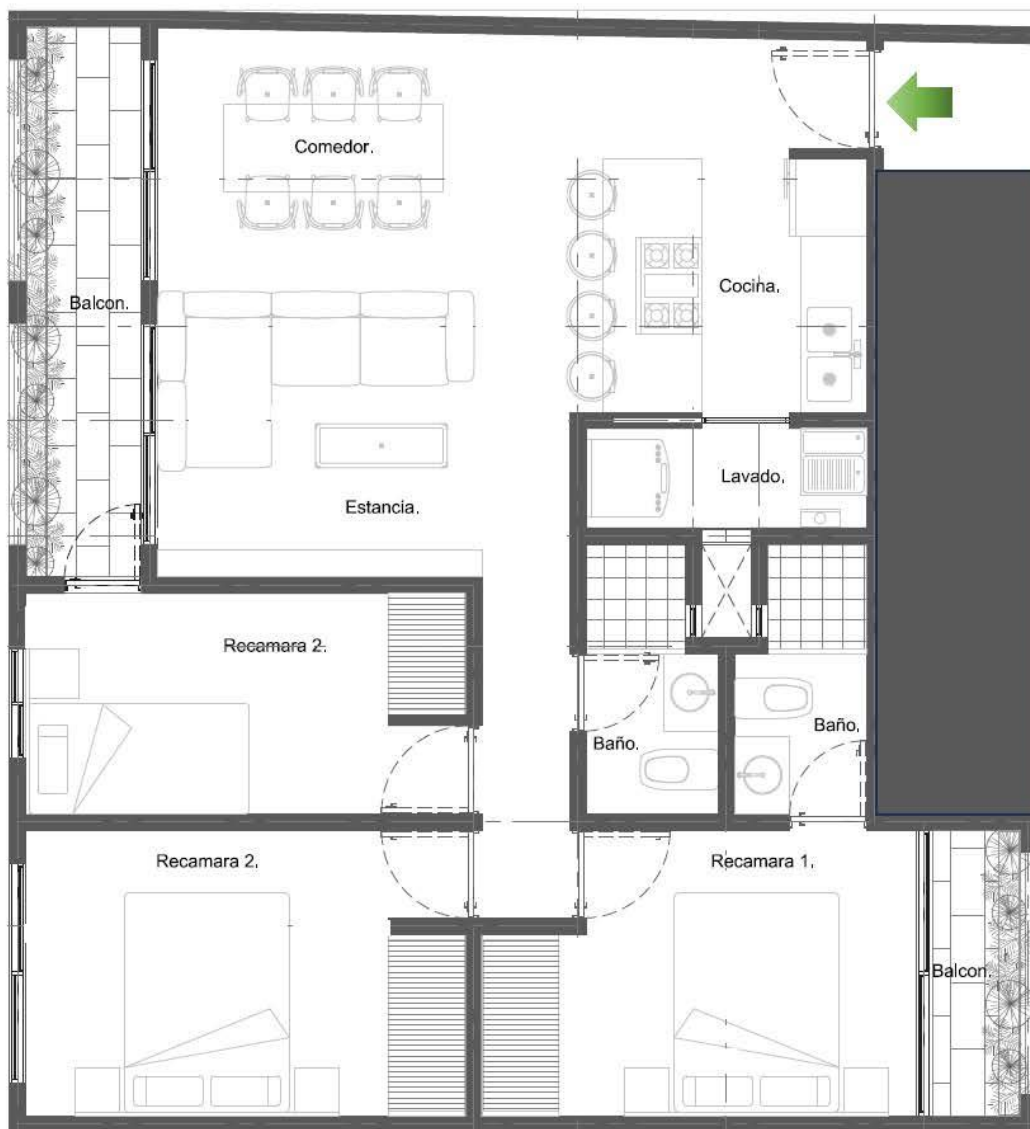 Comedor.
Cocina.
Balcon.
Lavado.
Estancia.
Recamara 2.
Baño.
Baño.
Recamara 2.
Recamara 1.
Balcon.